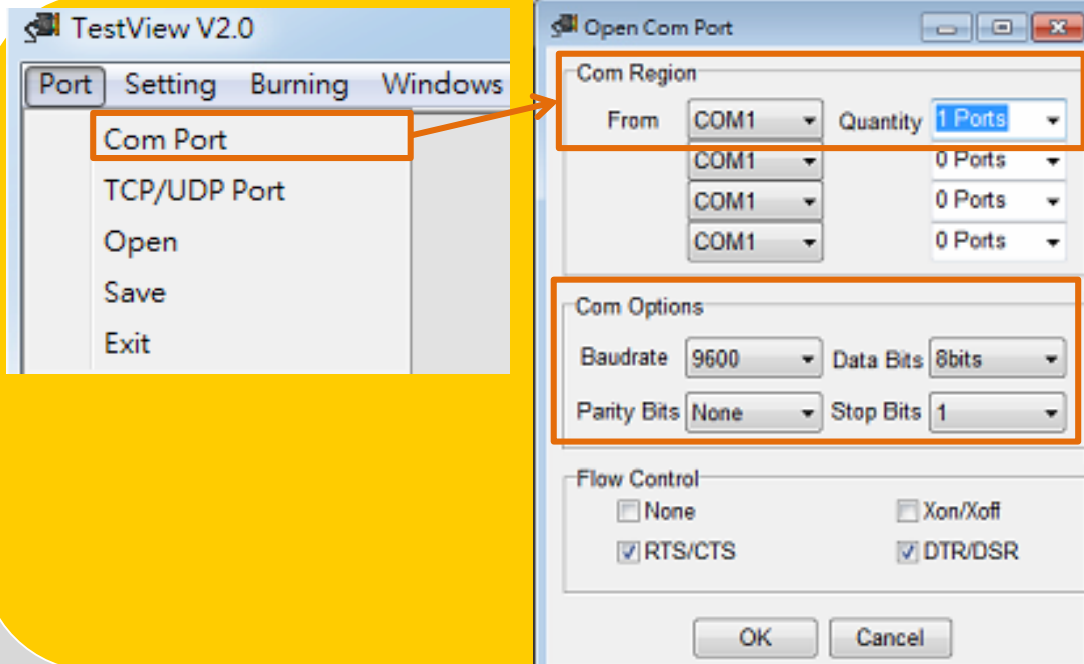 TestView V2.0
Port Setting Burning Windows
Com Port
TCP/UDP Port
Open
Save
Exit
Open Com Port
Com Region
From COM1 Quantity 1 Ports
COM1 0 Ports
COM1 0 Ports
COM1 0 Ports
Com Options
Baudrate 9600 Data Bits 8bits
Parity Bits None Stop Bits 1
Flow Control
None Xon/Xoff
RTS/CTS DTR/DSR
OK Cancel